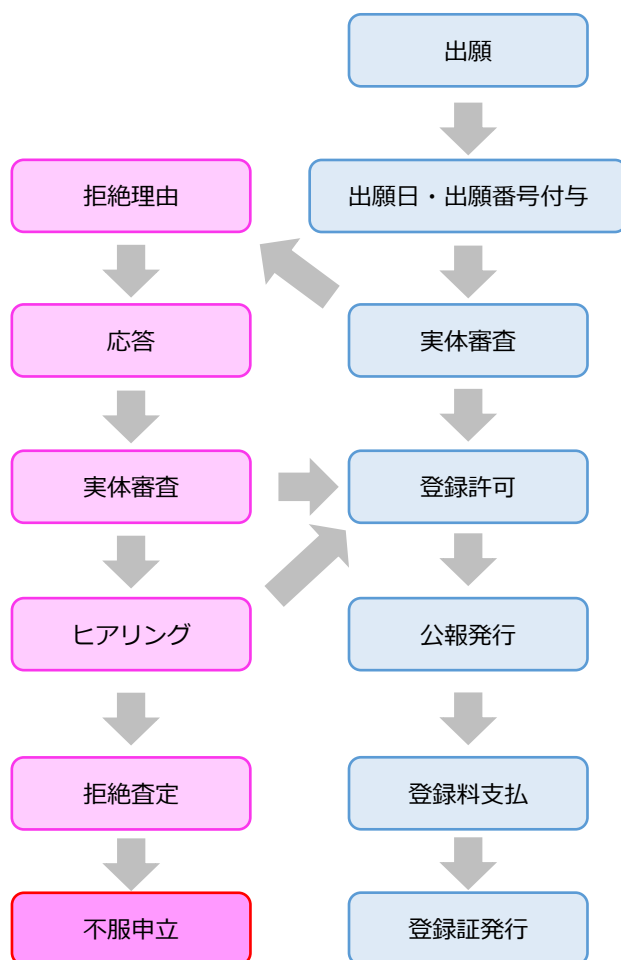 出願
拒絶理由
出願日・出願番号付与
応答
実体審査
実体審査
登録許可
ヒアリング
公報発行
拒絶査定
登録料支払
不服申立
登録証発行